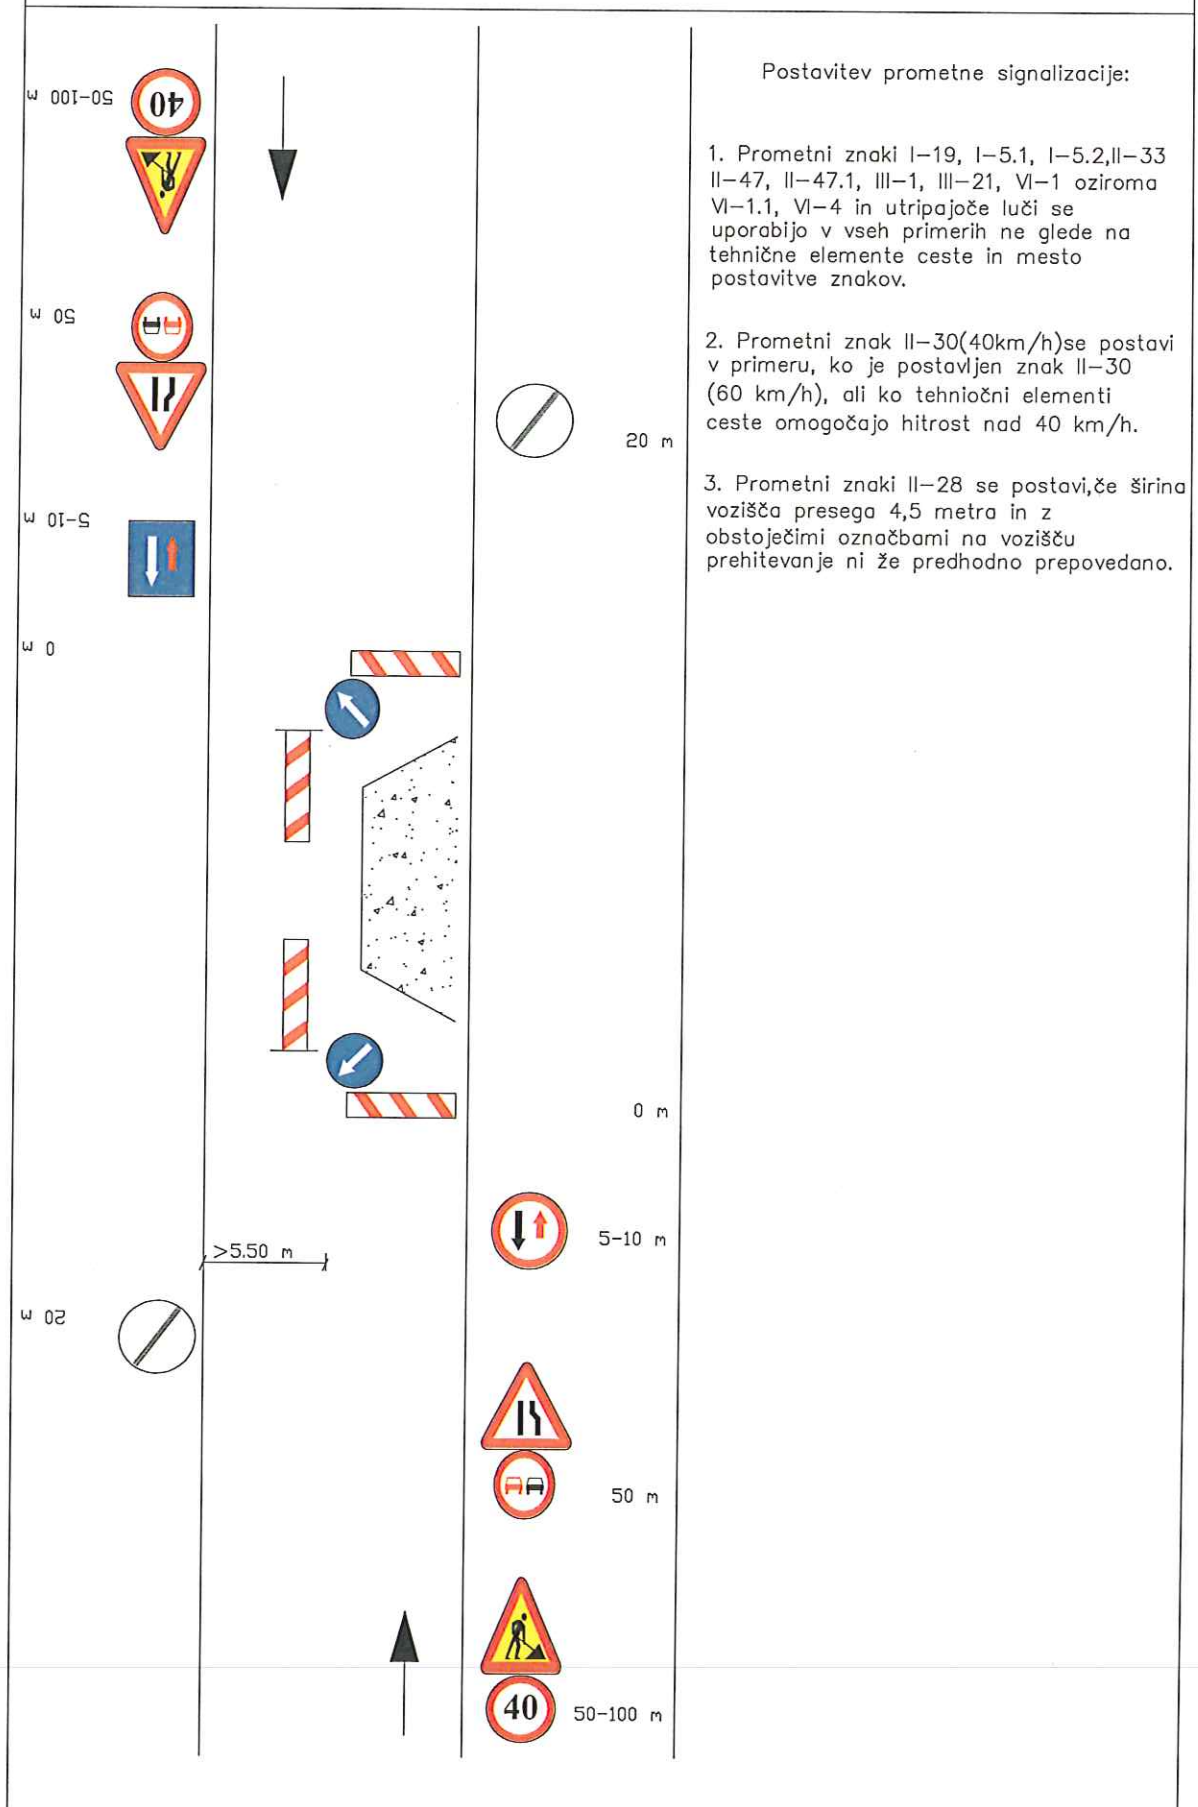 Postavitev prometne signalizacije:
1. Prometni znaki I-19, I-5.1, I-5.2,II-33
II-47, II-47.1, III-1, III-21, VI-1 oziroma
VI-1.1, VI-4 in utripajoče luči se
uporabijo v vseh primerih ne glede na
tehnične elemente ceste in mesto
postavitve znakov.
2. Prometni znak II-30(40km/h)se postavi
v primeru, ko je postavljen znak II-30
(60 km/h), ali ko tehniočni elementi
ceste omogočajo hitrost nad 40 km/h.
3. Prometni znaki II-28 se postavi,če širina
vozišča presega 4,5 metra in z
obstoječimi označbami na vozišču
prehitevanje ni že predhodno prepovedano.
50-100 m
40
50 m
5-10 m
0 m
20 m
20 m
0 m
5-10 m
>5.50 m
50 m
40
50-100 m